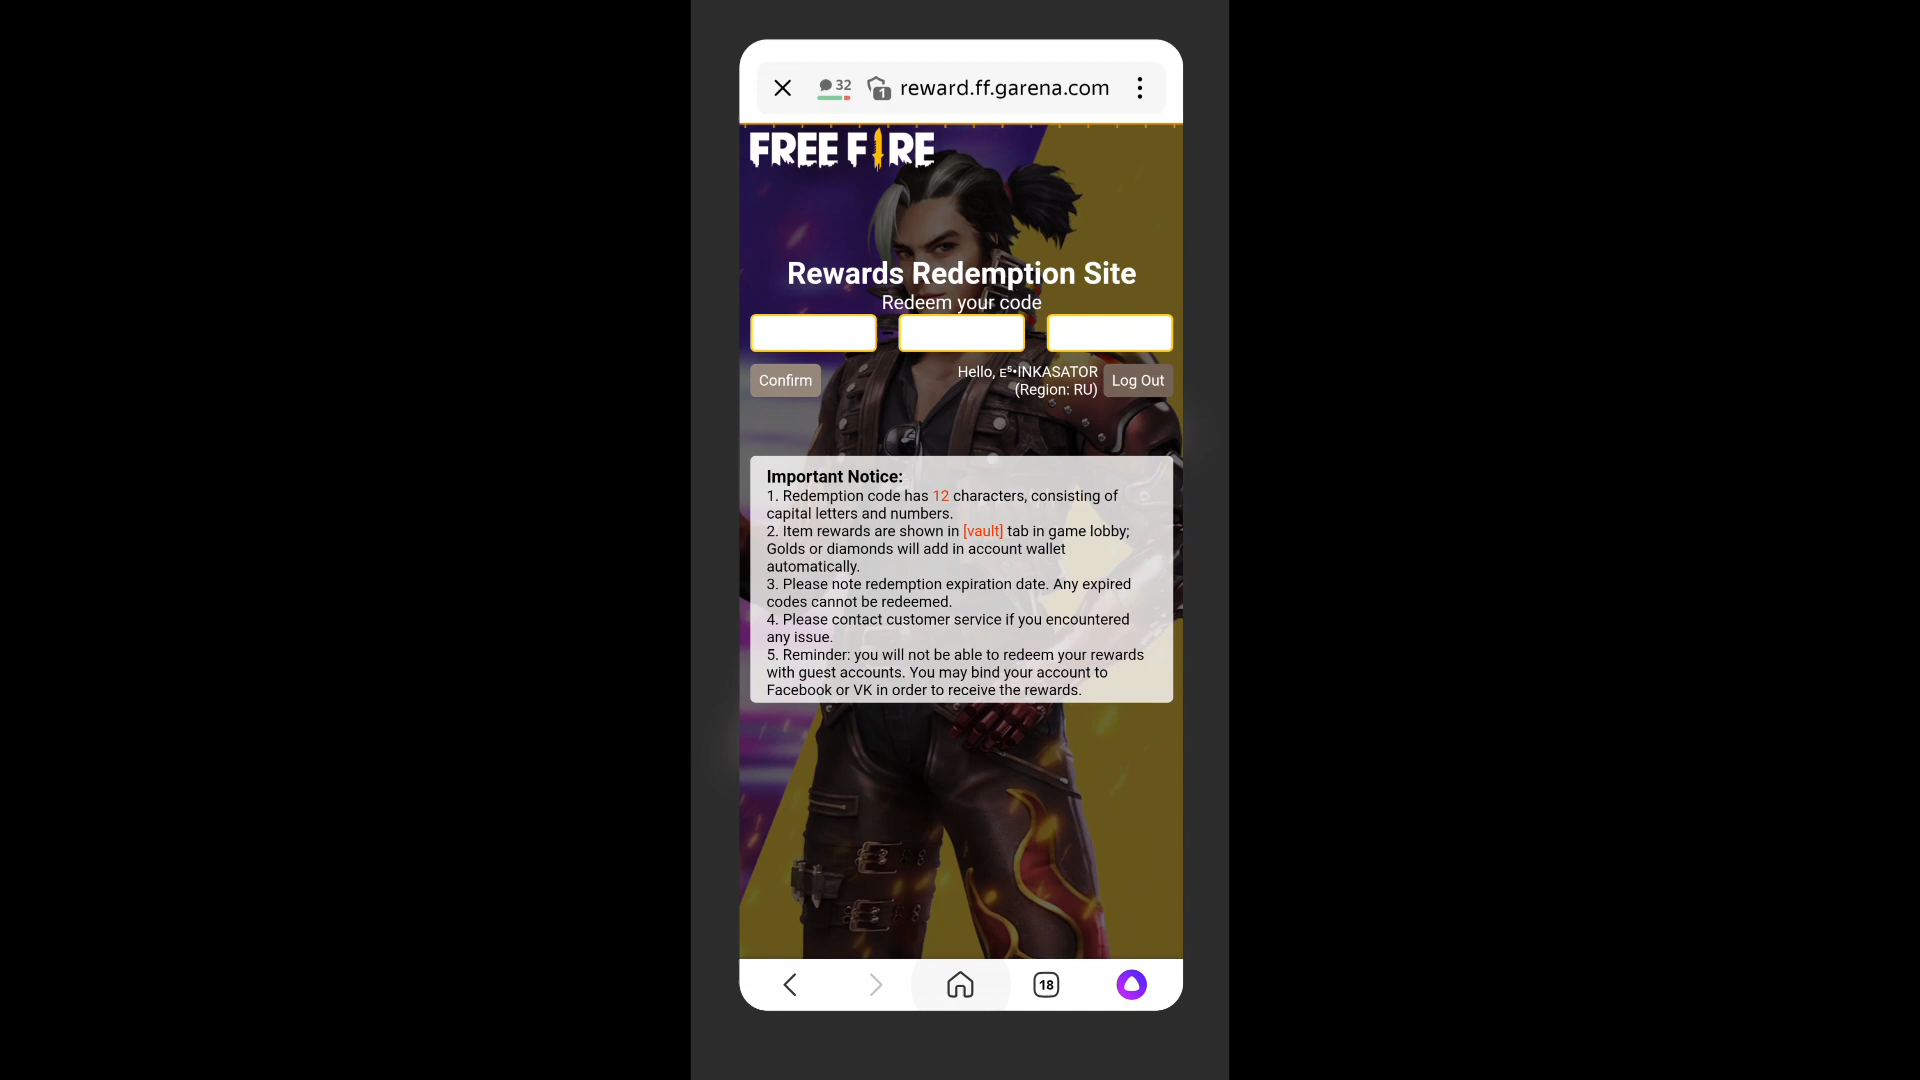 32
1
reward.ff.garena.com
FREE FIRE
Rewards Redemption Site
Redeem your code
Confirm
Hello, ᴇ⁵•INKASATOR
(Region: RU)
Log Out
Important Notice:
1. Redemption code has 12 characters, consisting of
capital letters and numbers.
2. Item rewards are shown in [vault] tab in game lobby;
Golds or diamonds will add in account wallet
automatically.
3. Please note redemption expiration date. Any expired
codes cannot be redeemed.
4. Please contact customer service if you encountered
any issue.
5. Reminder: you will not be able to redeem your rewards
with guest accounts. You may bind your account to
Facebook or VK in order to receive the rewards.
18